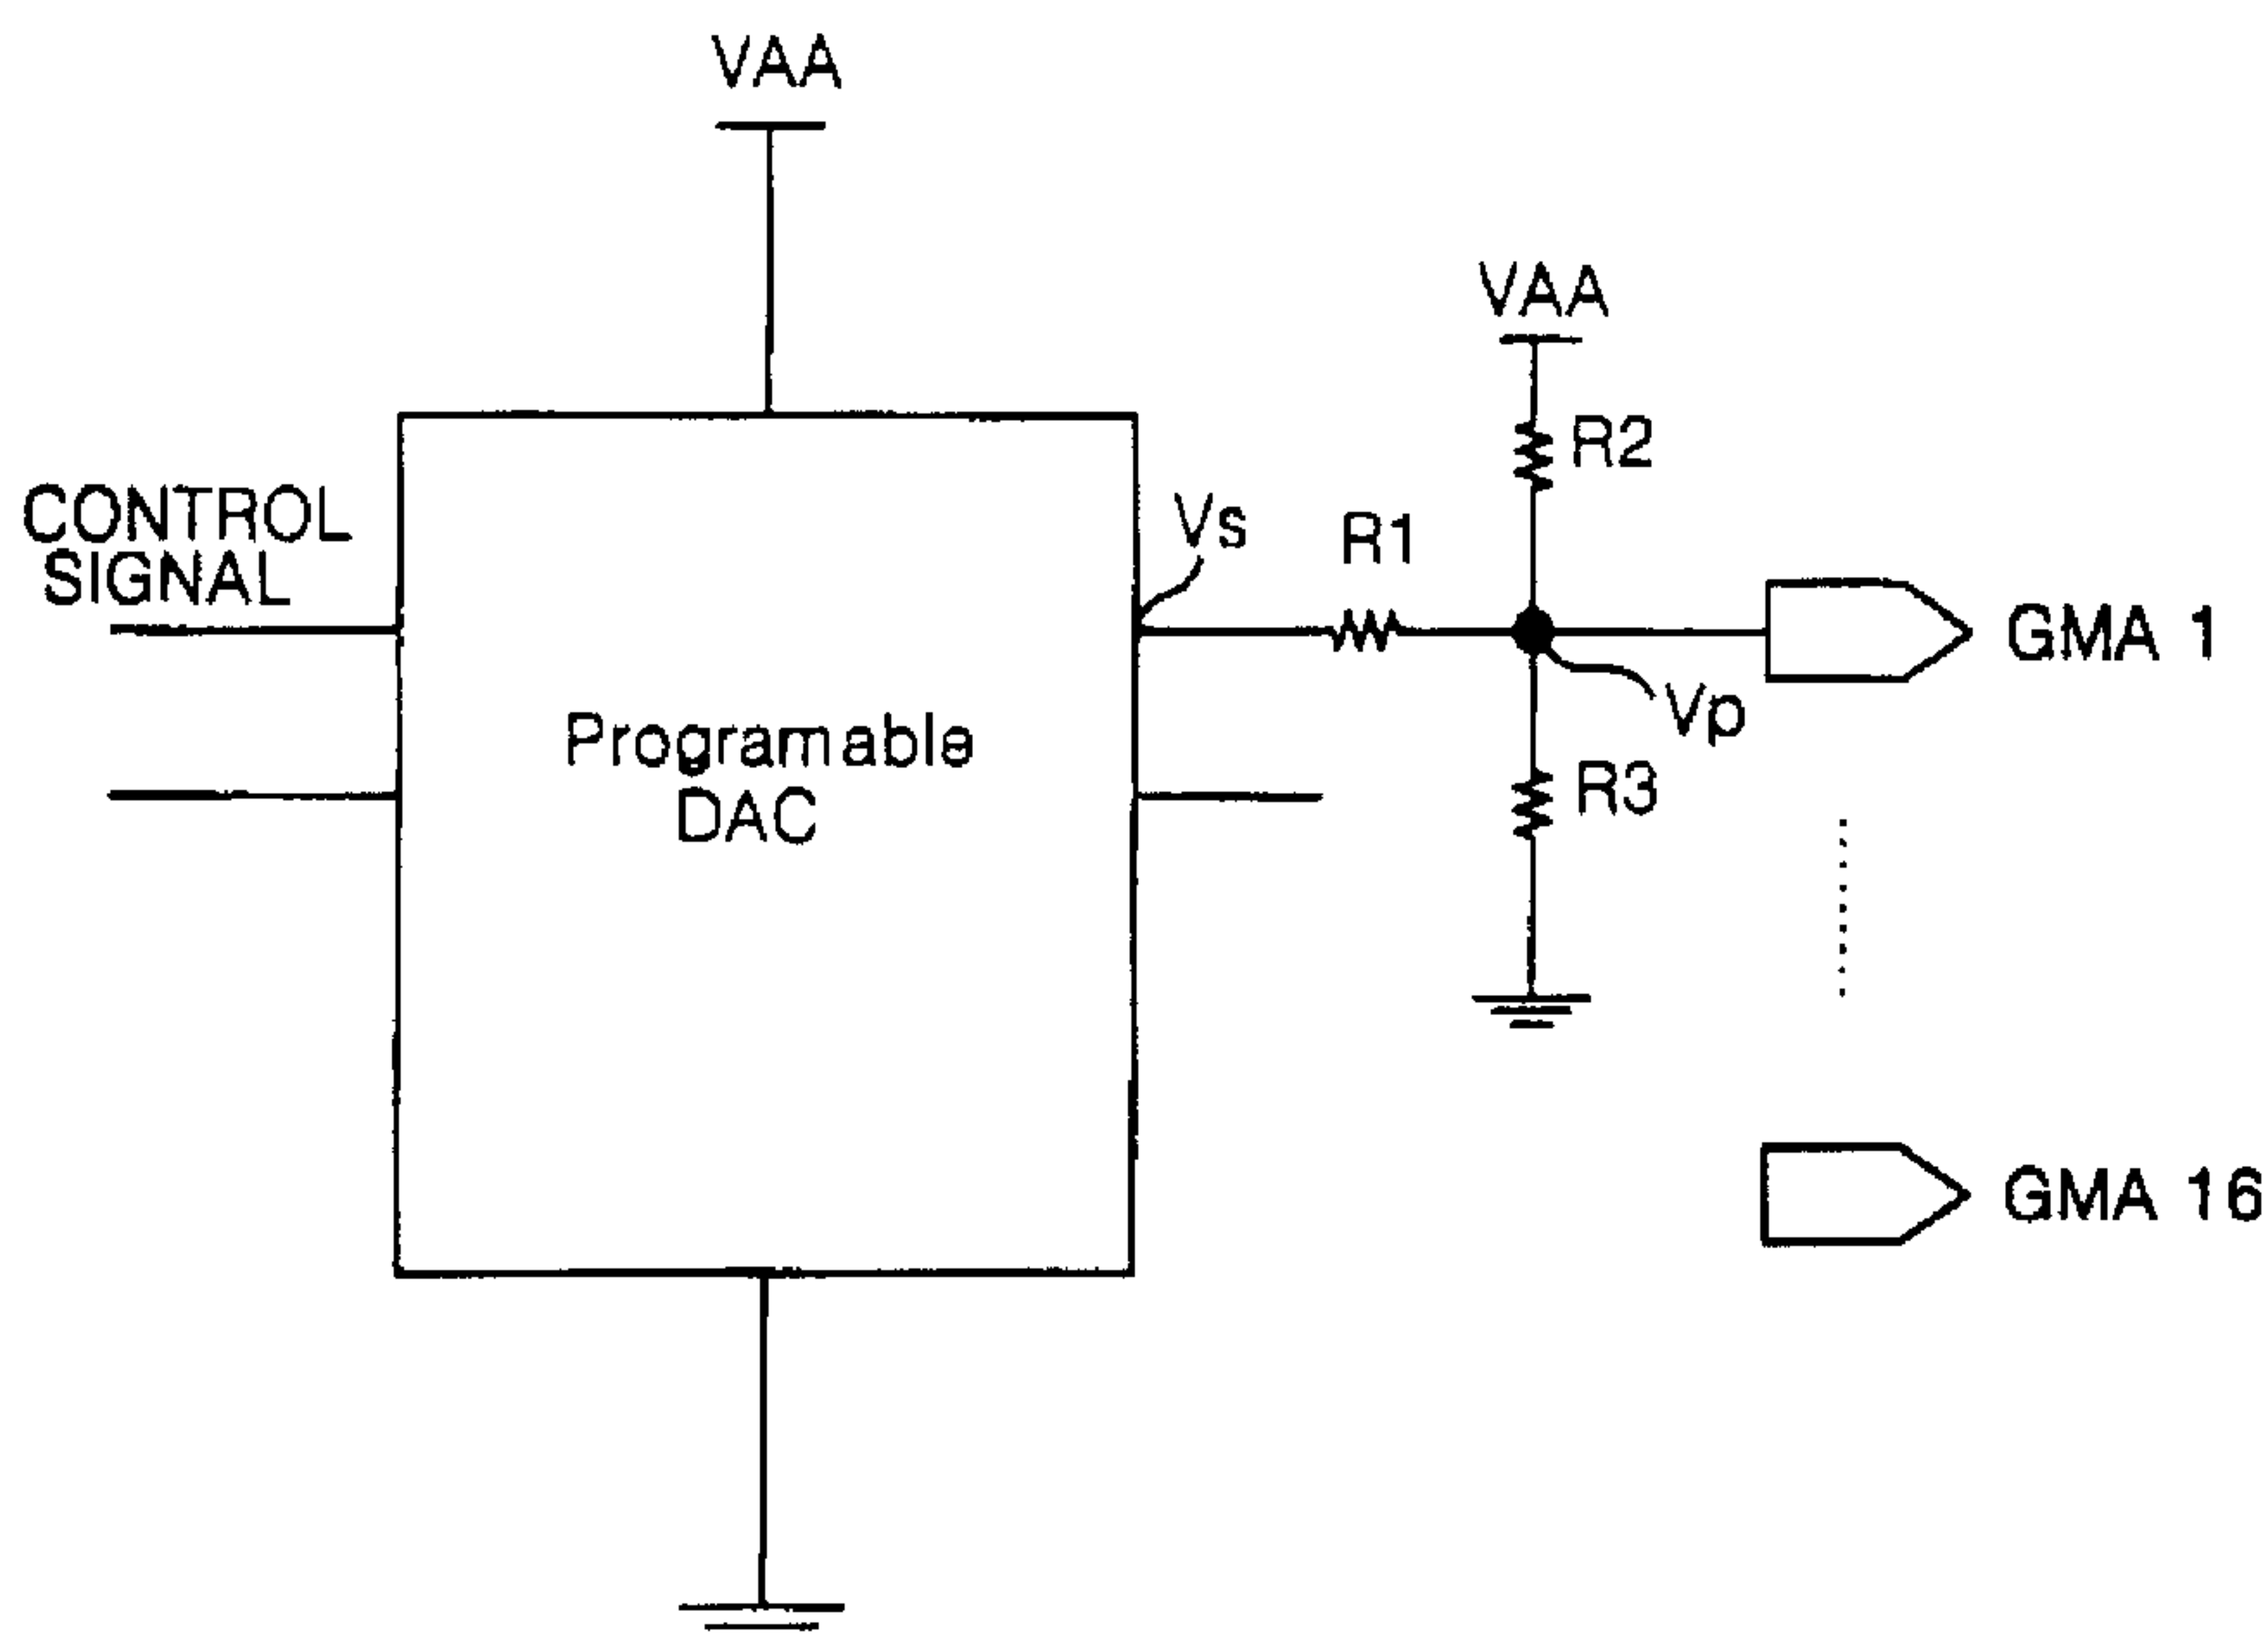 VAA
VAA
R2
CONTROL
SIGNAL
Vs
R1
GMA 1
Vp
Programable
DAC
R3
GMA 16